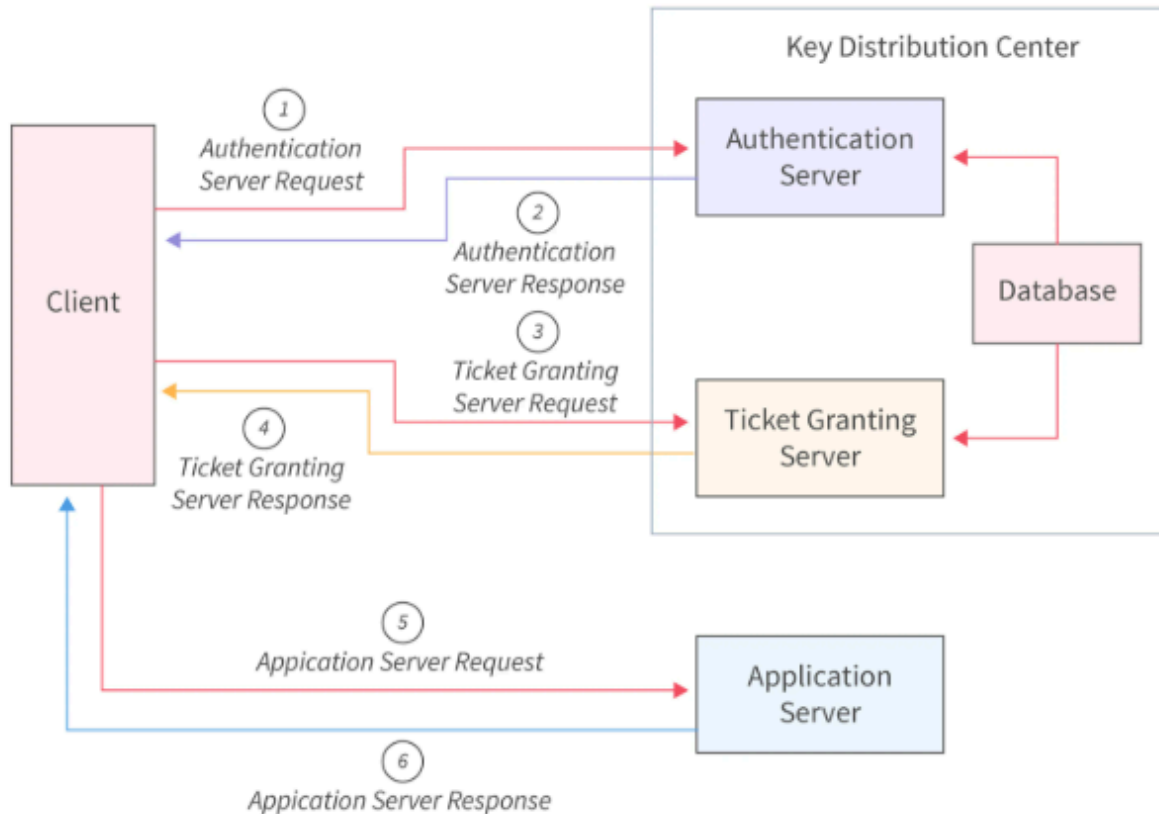 Key Distribution Center
1
Authentication
Server Request
Authentication
Server
2
Authentication
Server Response
Client
Database
3
Ticket Granting
Server Request
Ticket Granting
Server
4
Ticket Granting
Server Response
5
Appication Server Request
Application
Server
6
Appication Server Response